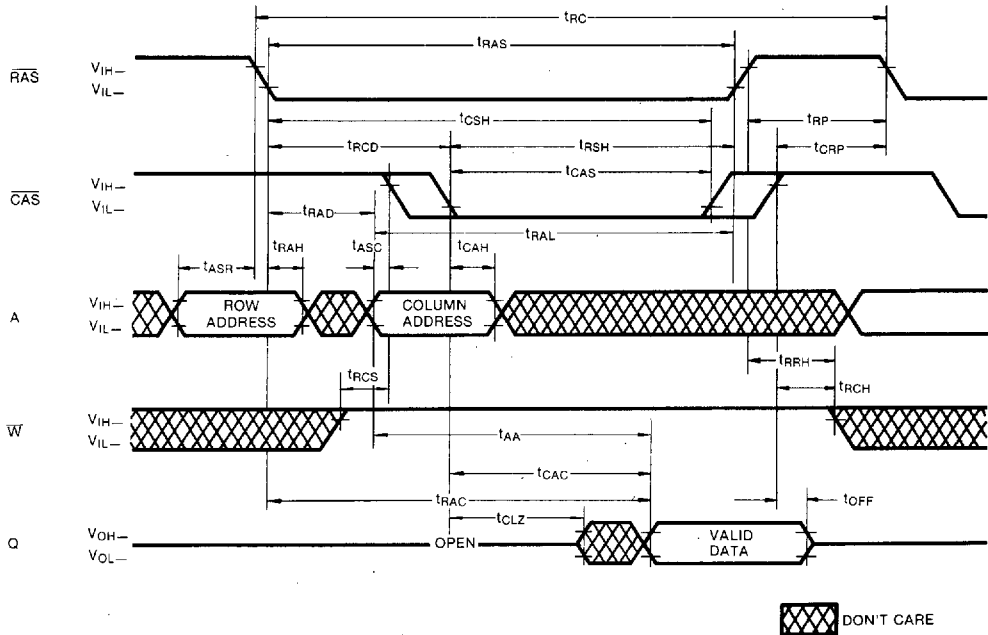 tRC
tRAS
RAS
VIH—
VIL—
tCSH
tRP
tRCD
tRSH
tCRP
CAS
VIH—
VIL—
tCAS
tRAD
tRAL
tASR
tRAH
tASC
tCAH
A
VIH—
VIL—
ROW
ADDRESS
COLUMN
ADDRESS
tRRH
tRCS
tRCH
W
VIH—
VIL—
tAA
tCAC
tRAC
tOFF
tCLZ
Q
VOH—
VOL—
OPEN
VALID
DATA
DON'T CARE